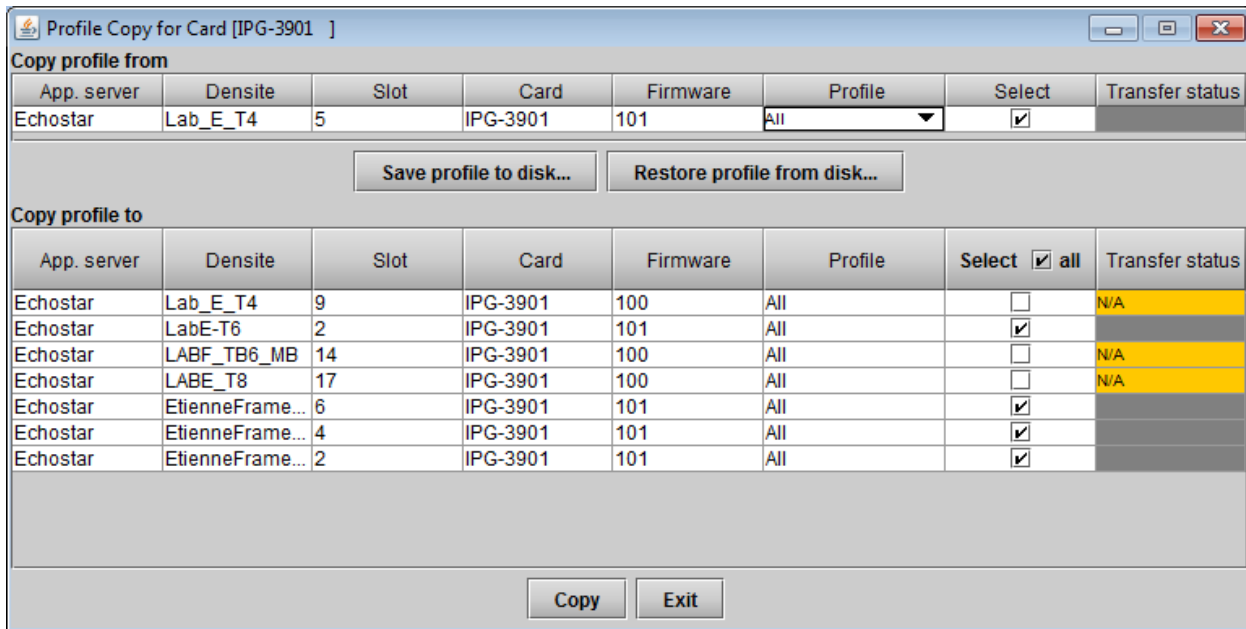 Profile Copy for Card [IPG-3901 ]
Copy profile from
App. server Densite Slot Card Firmware Profile Select Transfer status
Echostar Lab_E_T4 5 IPG-3901 101 All
Save profile to disk... Restore profile from disk...
Copy profile to
App. server Densite Slot Card Firmware Profile Select all Transfer status
Echostar Lab_E_T4 9 IPG-3901 100 All N/A
Echostar LabE-T6 2 IPG-3901 101 All
Echostar LABF_TB6_MB 14 IPG-3901 100 All N/A
Echostar LABE_T8 17 IPG-3901 100 All N/A
Echostar EtienneFrame... 6 IPG-3901 101 All
Echostar EtienneFrame... 4 IPG-3901 101 All
Echostar EtienneFrame... 2 IPG-3901 101 All
Copy Exit